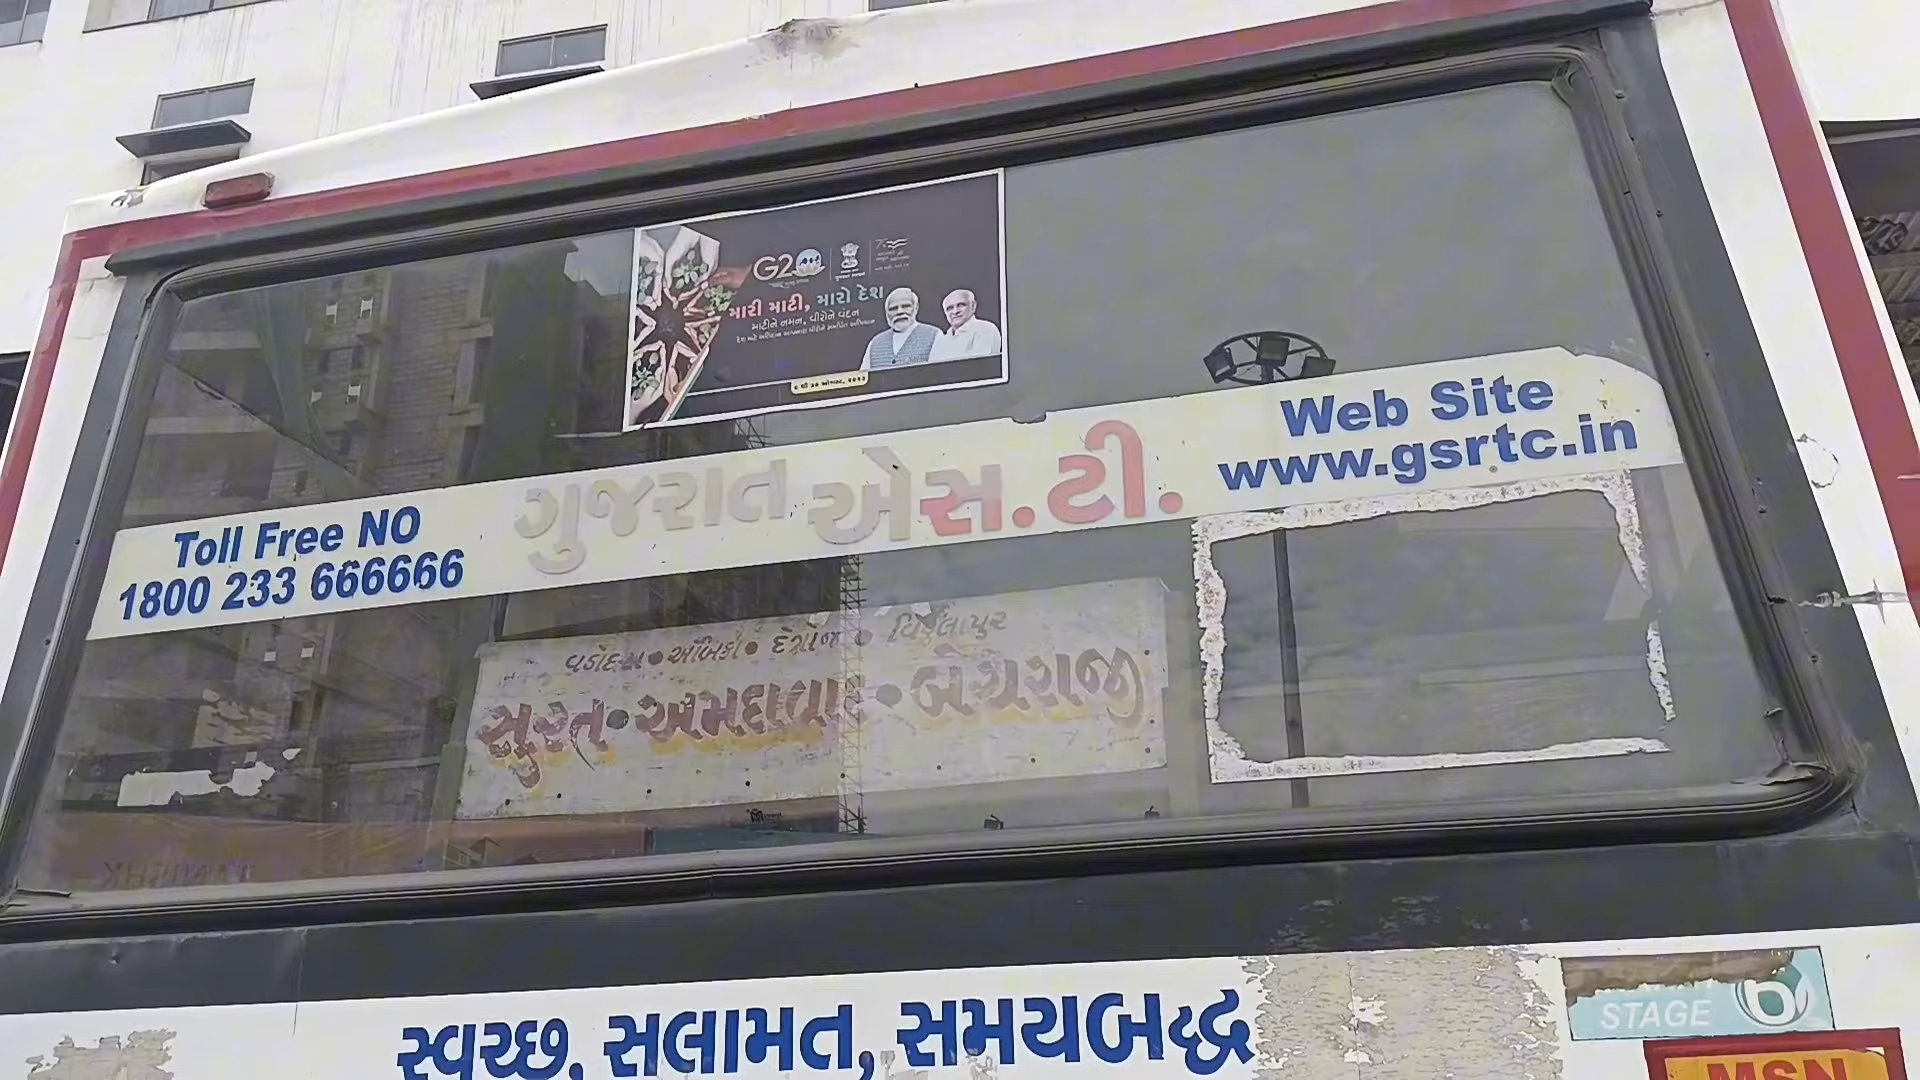 G20
મારી માટી, મારો દેશ
માટીને નમન, વીરોને વંદન
Toll Free NO
1800 233 666666
ગુજરાત એસ.ટી.
Web Site
www.gsrtc.in
વડોદરા • અંબિકા • દેત્રોજ •
સુરત • અમદાવાદ • બેચરાજી
સ્વચ્છ, સલામત, સમયબદ્ધ
STAGE
MSN